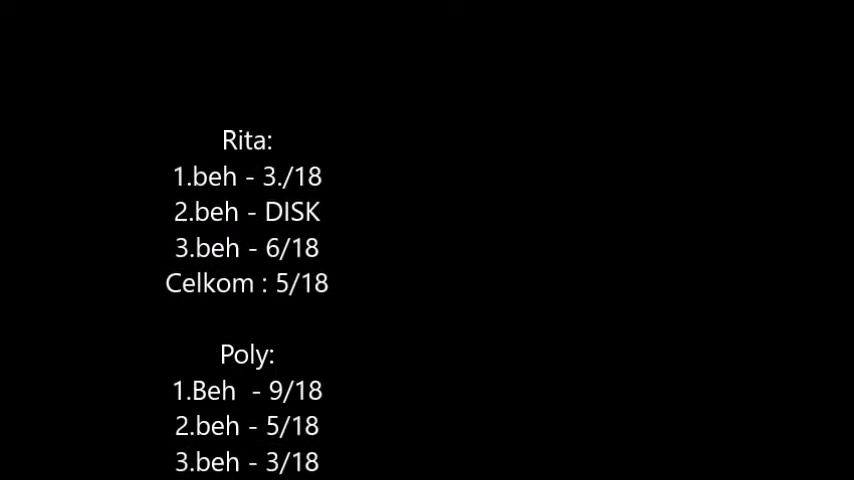 Rita:
1.beh - 3./18
2.beh - DISK
3.beh - 6/18
Celkom : 5/18
Poly:
1.Beh  - 9/18
2.beh - 5/18
3.beh - 3/18